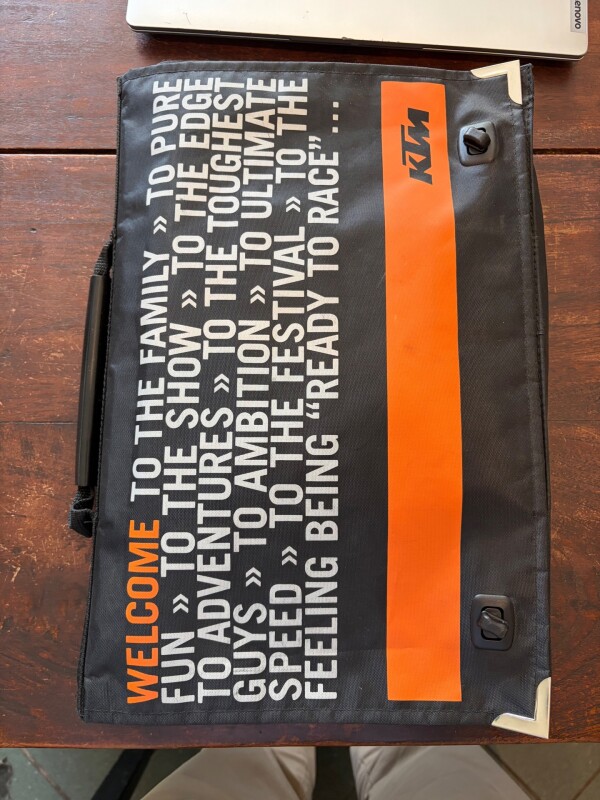 WELCOME TO THE FAMILY » TO PURE
FUN » TO THE SHOW » TO THE EDGE
TO ADVENTURES » TO THE TOUGHEST
GUYS » TO AMBITION » TO ULTIMATE
SPEED » TO THE FESTIVAL » TO THE
FEELING BEING “READY TO RACE” ...
KTM
lenovo